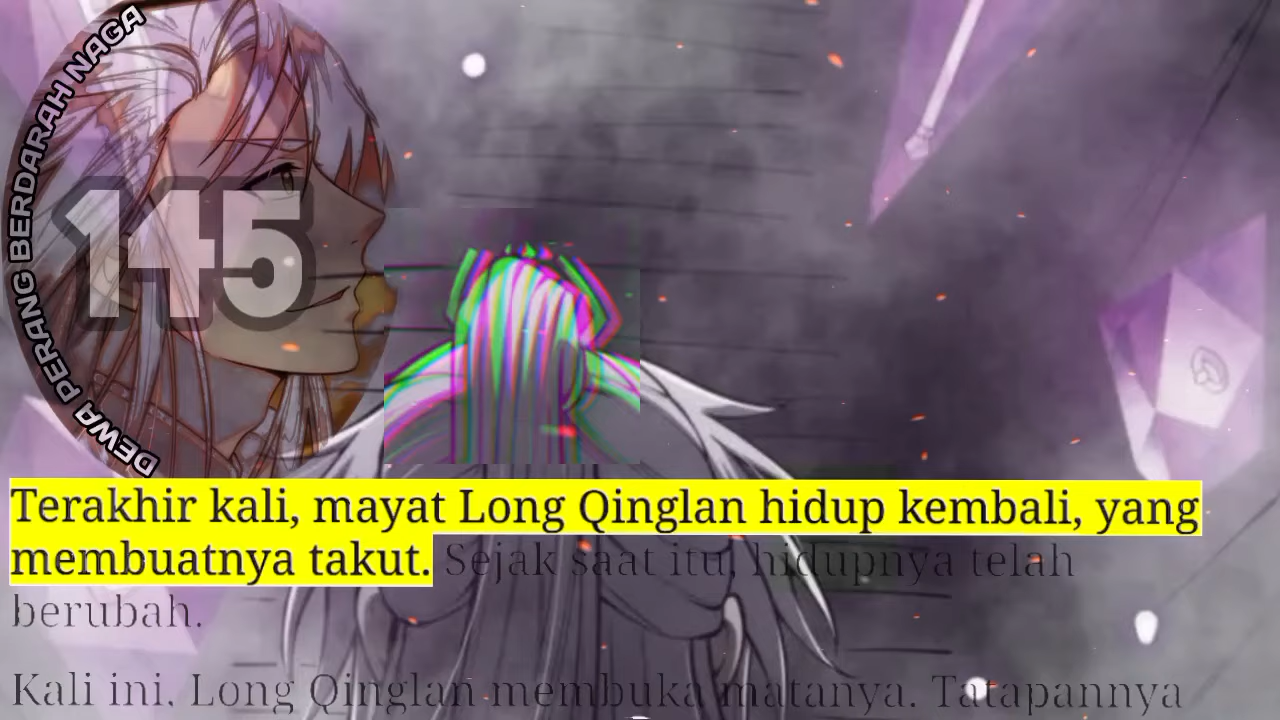 DEWA PERANG BERDARAH NAGA
115
Terakhir kali, mayat Long Qinglan hidup kembali, yang
membuatnya takut. Sejak saat itu, hidupnya telah
berubah.
Kali ini, Long Qinglan membuka matanya. Tatapannya